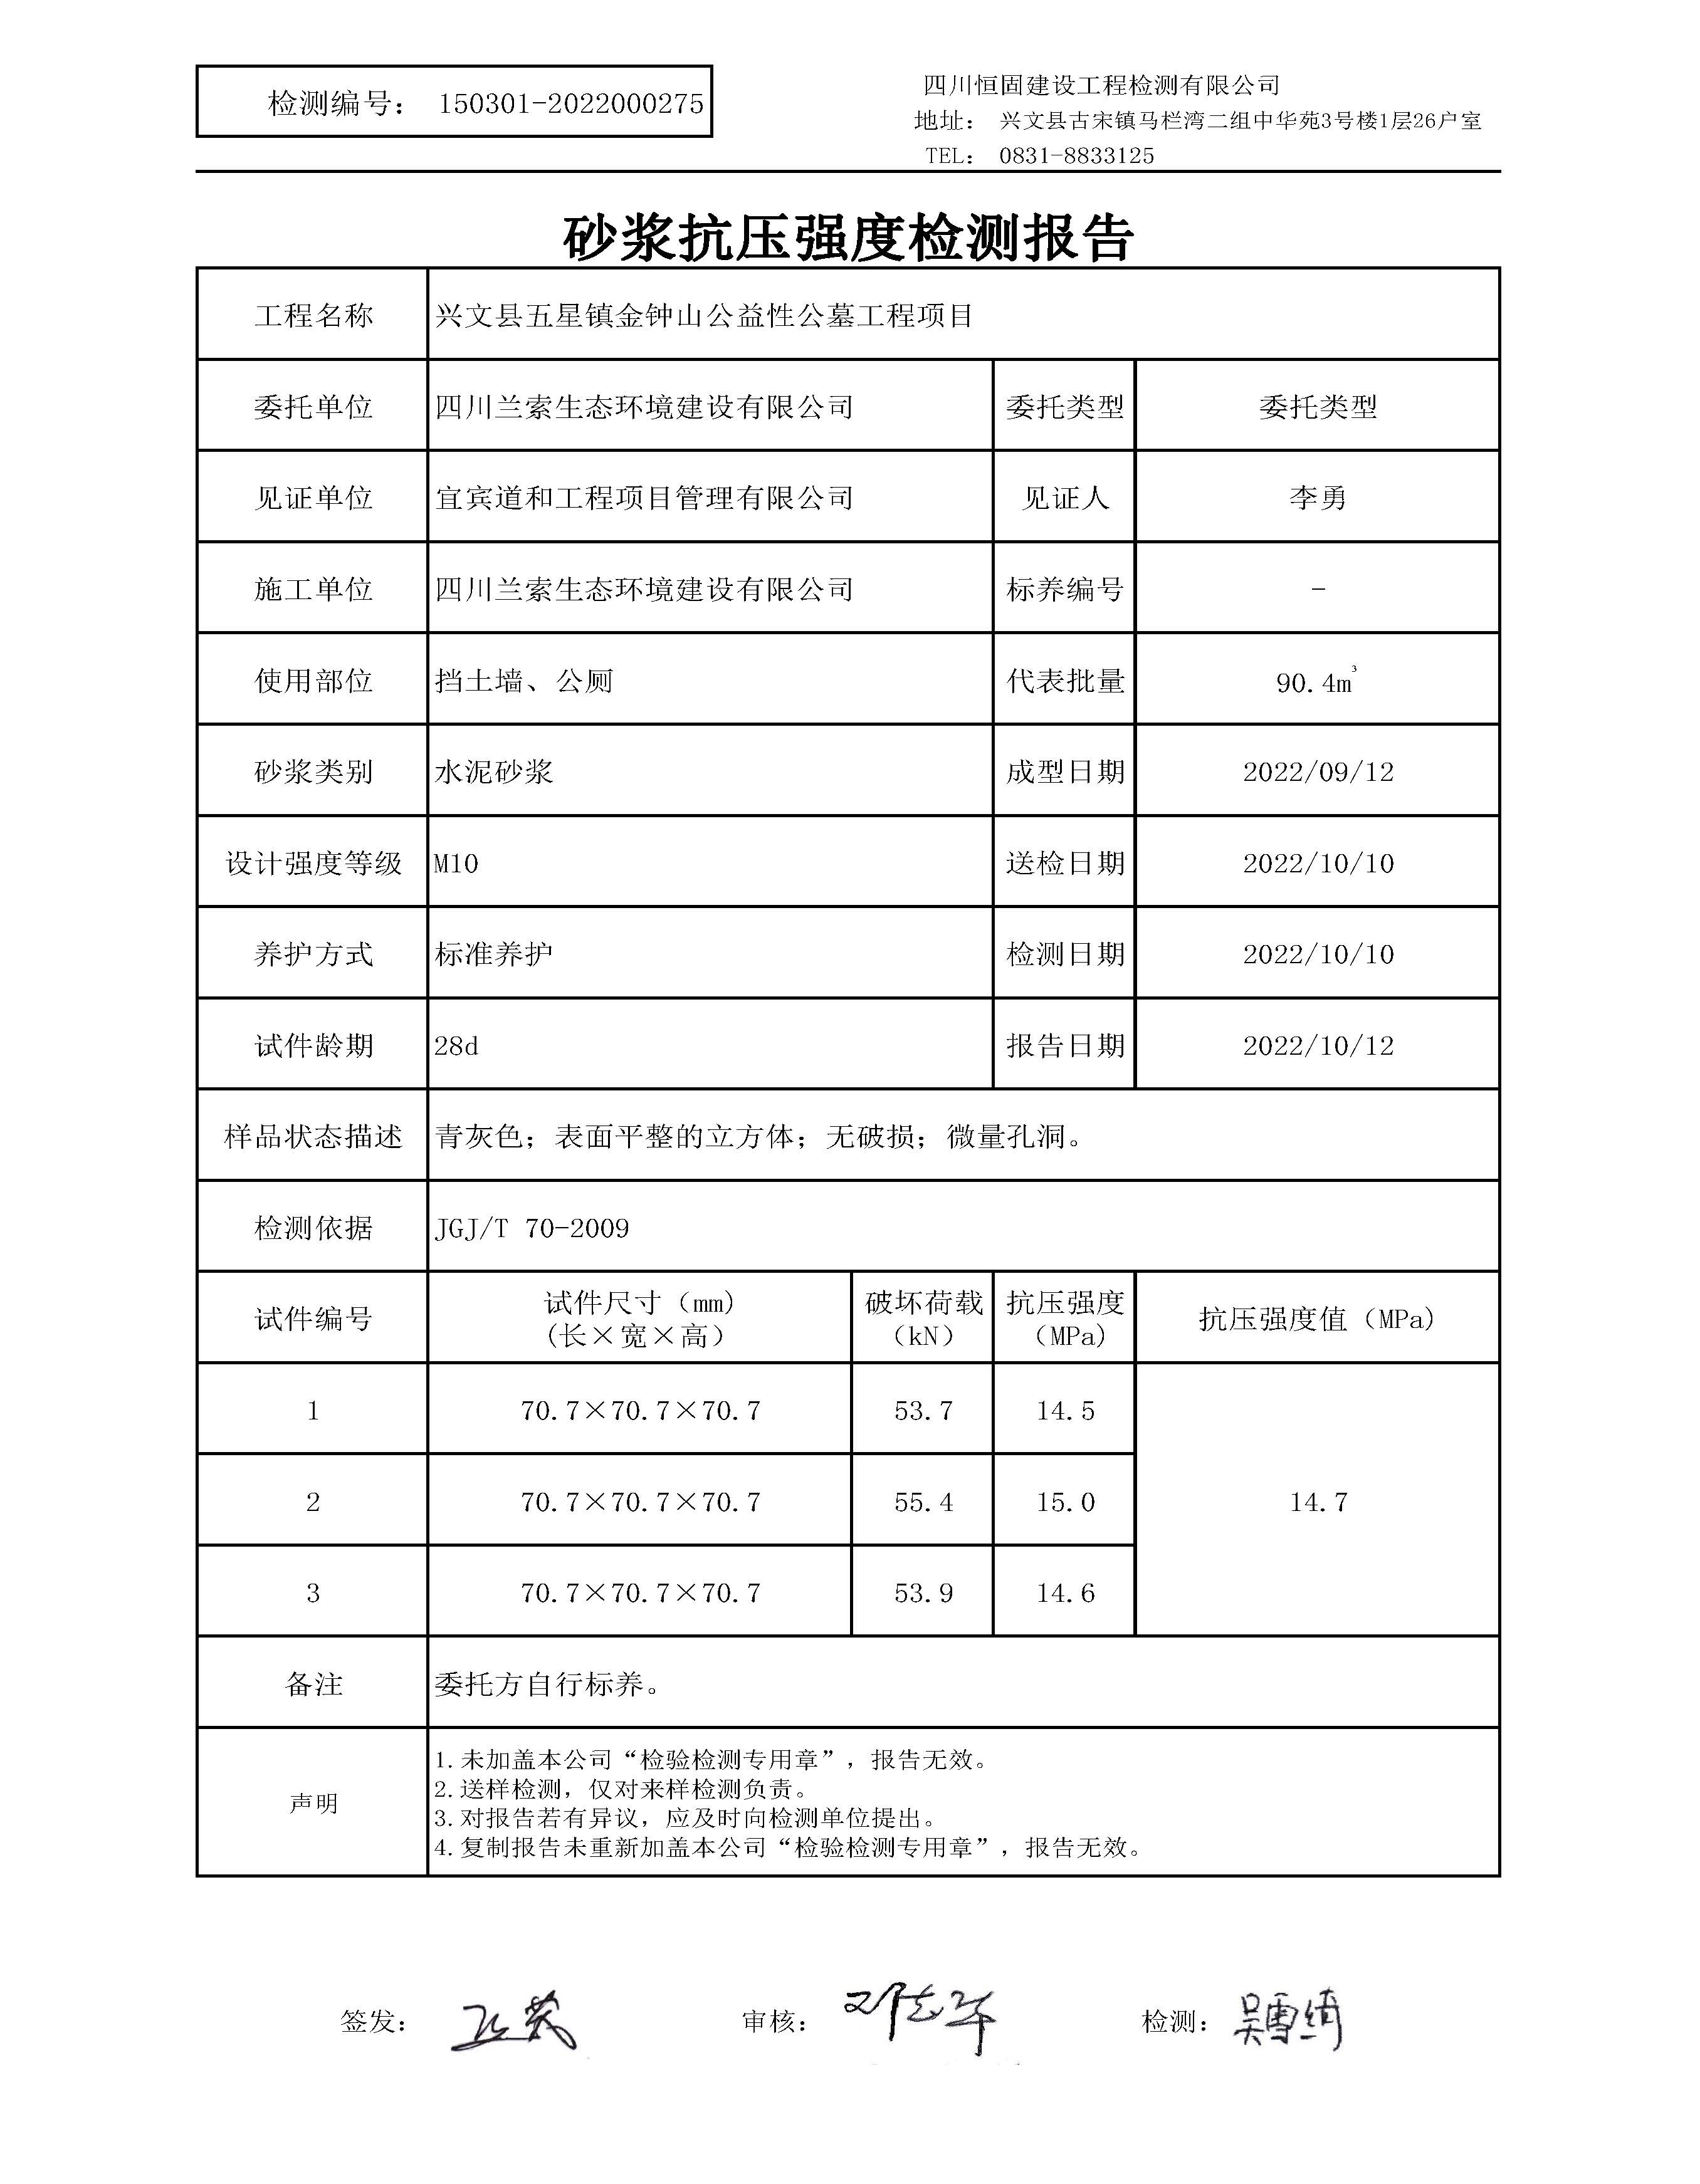 检测编号： 150301-2022000275
四川恒固建设工程检测有限公司
地址： 兴文县古宋镇马栏湾二组中华苑3号楼1层26户室
TEL： 0831-8833125
砂浆抗压强度检测报告
工程名称 兴文县五星镇金钟山公益性公墓工程项目
委托单位 四川兰索生态环境建设有限公司 委托类型 委托类型
见证单位 宜宾道和工程项目管理有限公司 见证人 李勇
施工单位 四川兰索生态环境建设有限公司 标养编号 -
使用部位 挡土墙、公厕 代表批量 90.4m³
砂浆类别 水泥砂浆 成型日期 2022/09/12
设计强度等级 M10 送检日期 2022/10/10
养护方式 标准养护 检测日期 2022/10/10
试件龄期 28d 报告日期 2022/10/12
样品状态描述 青灰色；表面平整的立方体；无破损；微量孔洞。
检测依据 JGJ/T 70-2009
试件编号 试件尺寸（mm）（长×宽×高） 破坏荷载（kN） 抗压强度（MPa） 抗压强度值（MPa）
1 70.7×70.7×70.7 53.7 14.5
2 70.7×70.7×70.7 55.4 15.0 14.7
3 70.7×70.7×70.7 53.9 14.6
备注 委托方自行标养。
声明
1.未加盖本公司“检验检测专用章”，报告无效。
2.送样检测，仅对来样检测负责。
3.对报告若有异议，应及时向检测单位提出。
4.复制报告未重新加盖本公司“检验检测专用章”，报告无效。
签发： 审核： 检测：吴雪绮